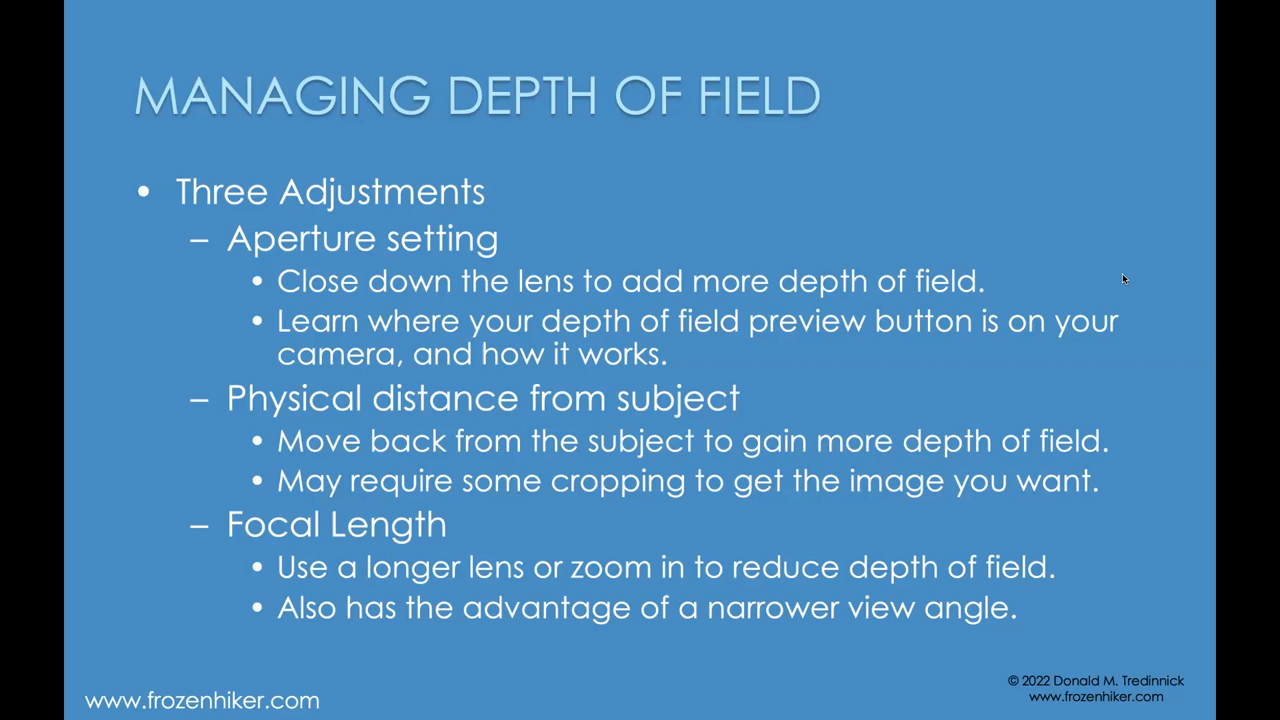 MANAGING DEPTH OF FIELD
• Three Adjustments
– Aperture setting
• Close down the lens to add more depth of field.
• Learn where your depth of field preview button is on your
camera, and how it works.
– Physical distance from subject
• Move back from the subject to gain more depth of field.
• May require some cropping to get the image you want.
– Focal Length
• Use a longer lens or zoom in to reduce depth of field.
• Also has the advantage of a narrower view angle.
www.frozenhiker.com
© 2022 Donald M. Tredinnick
www.frozenhiker.com